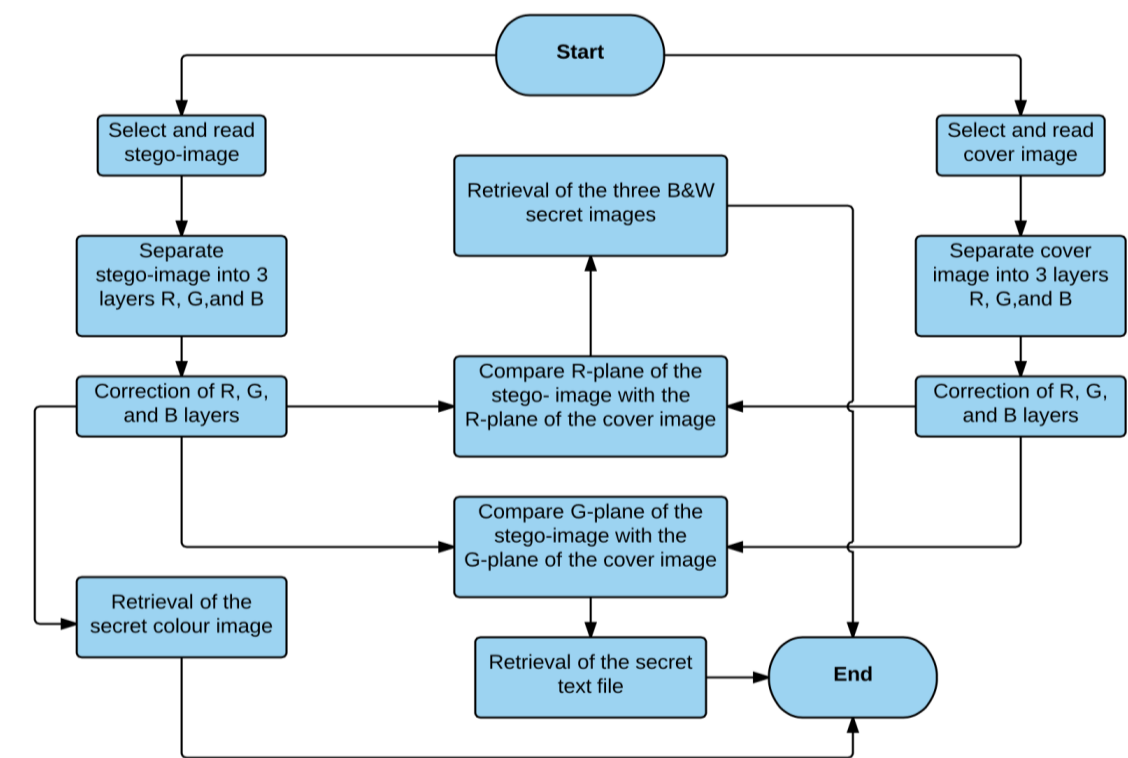 Start
Select and read
stego-image
Select and read
cover image
Retrieval of the three B&W
secret images
Separate
stego-image into 3
layers R, G,and B
Separate cover
image into 3 layers
R, G,and B
Correction of R, G,
and B layers
Compare R-plane of the
stego- image with the
R-plane of the cover image
Correction of R, G,
and B layers
Compare G-plane of the
stego-image with the
G-plane of the cover image
Retrieval of the
secret colour image
Retrieval of the secret
text file
End